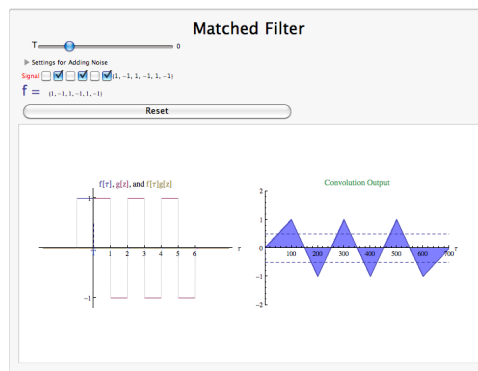 Matched Filter
T 0
Settings for Adding Noise
Signal (1, -1, 1, -1, 1, -1)
f = (1, -1, 1, -1, 1, -1)
Reset
f[τ], g[z], and f[τ]g[z]
1
τ
1 2 3 4 5 6
-1
Convolution Output
2
1
0 100 200 300 400 500 600 700 τ
-1
-2